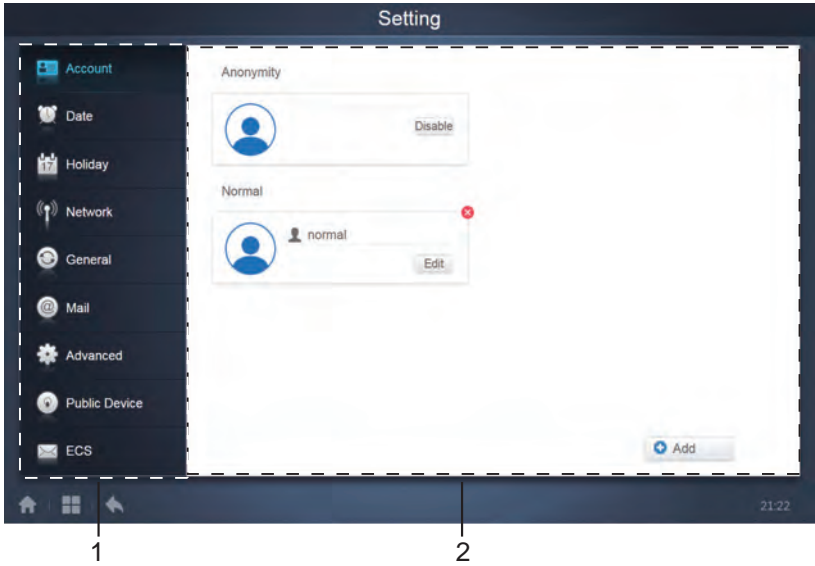 Setting
Account
Date
17
Holiday
Network
General
@
Mail
Advanced
Public Device
ECS
Anonymity
Disable
Normal
normal
Edit
Add
21:22
1
2